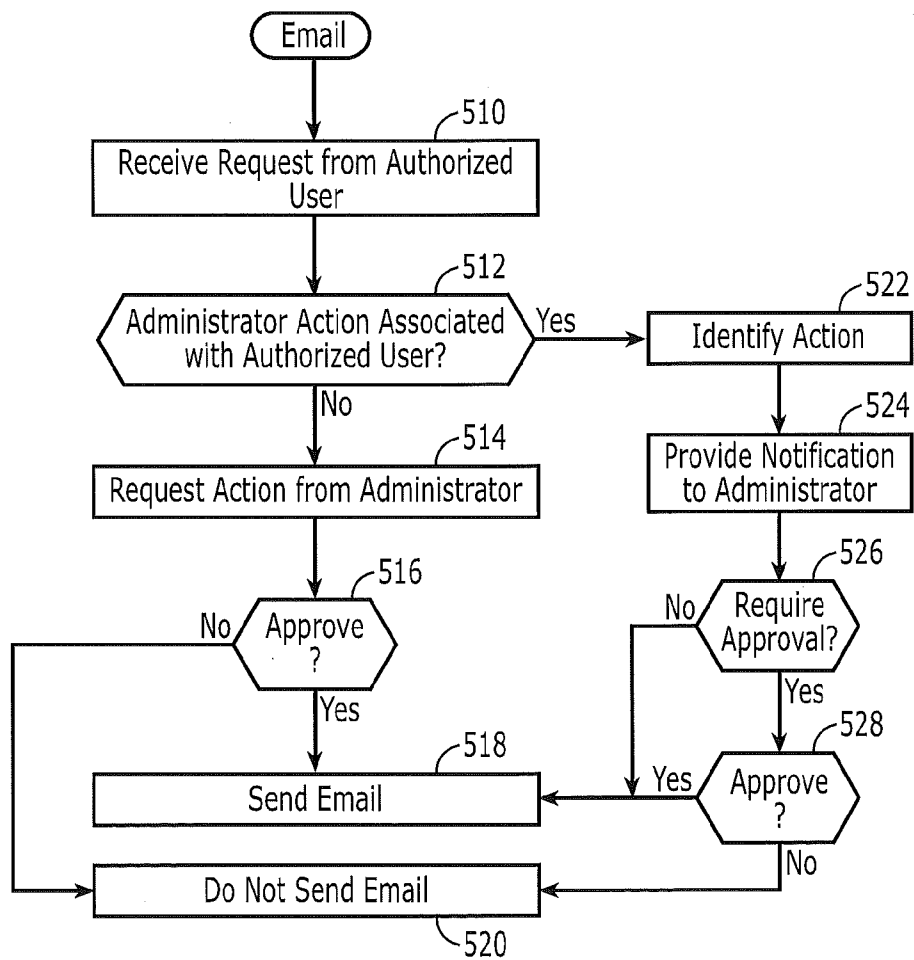 Email
510
Receive Request from Authorized
User
512
Administrator Action Associated
with Authorized User?
Yes
522
Identify Action
No
524
Provide Notification
to Administrator
514
Request Action from Administrator
516
Approve
?
No
Yes
526
Require
Approval?
No
Yes
528
Approve
?
Yes
No
518
Send Email
Do Not Send Email
520